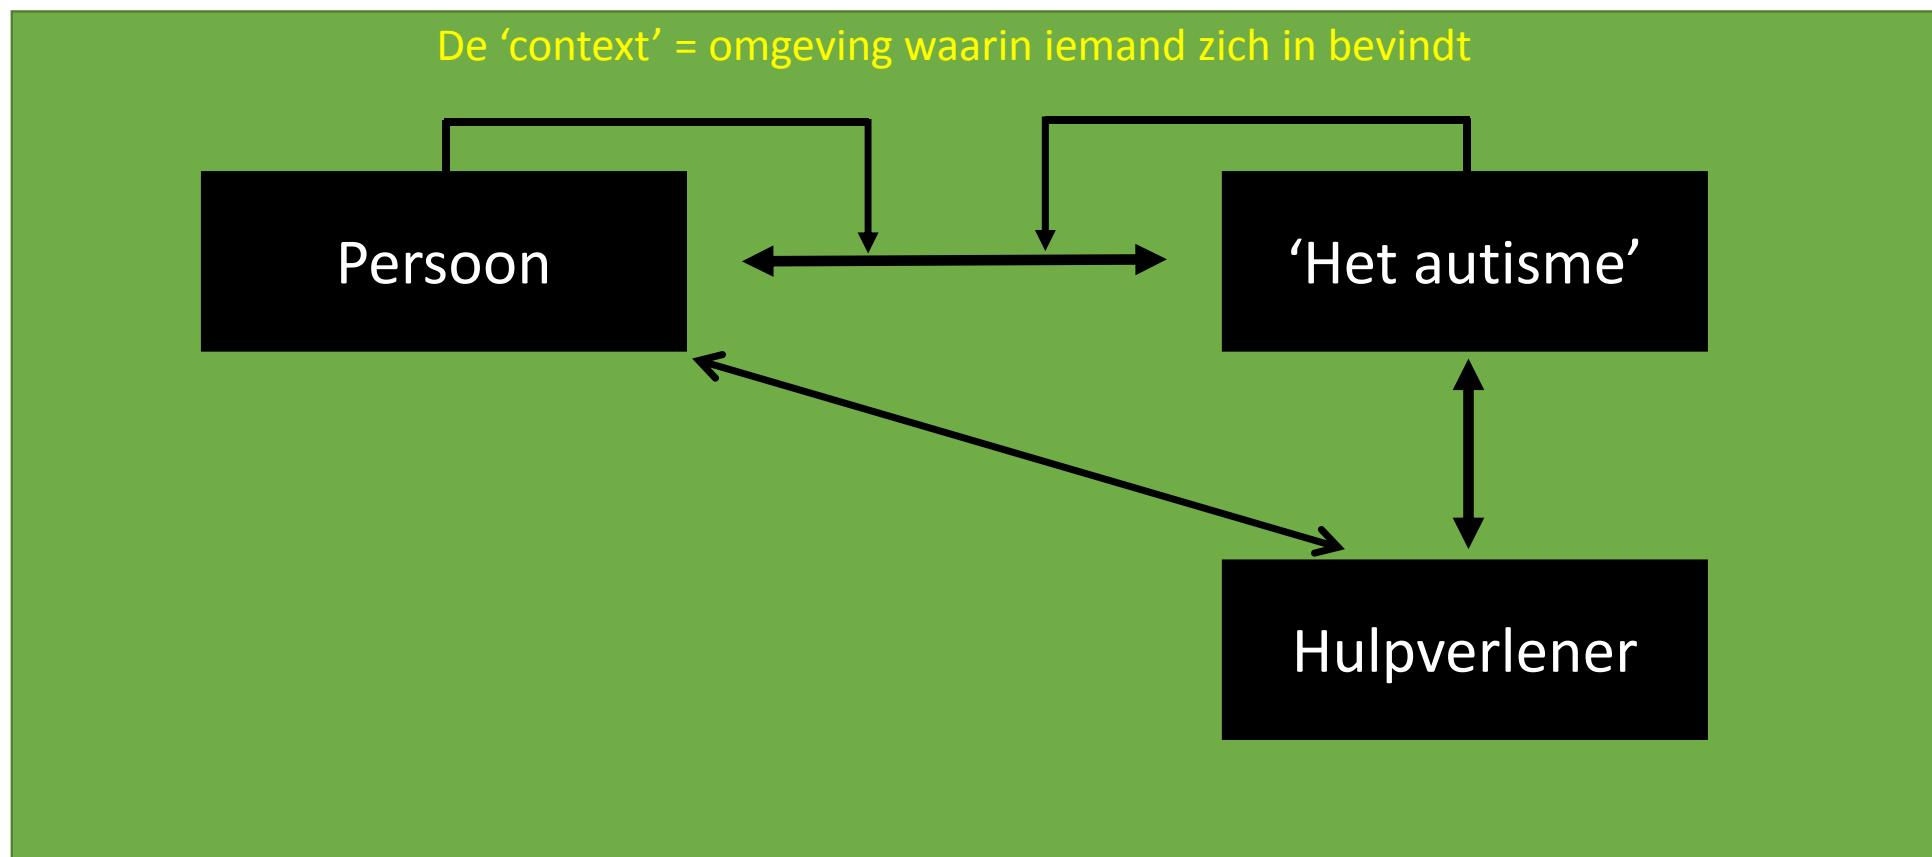 De ‘context’ = omgeving waarin iemand zich in bevindt
Persoon
‘Het autisme’
Hulpverlener